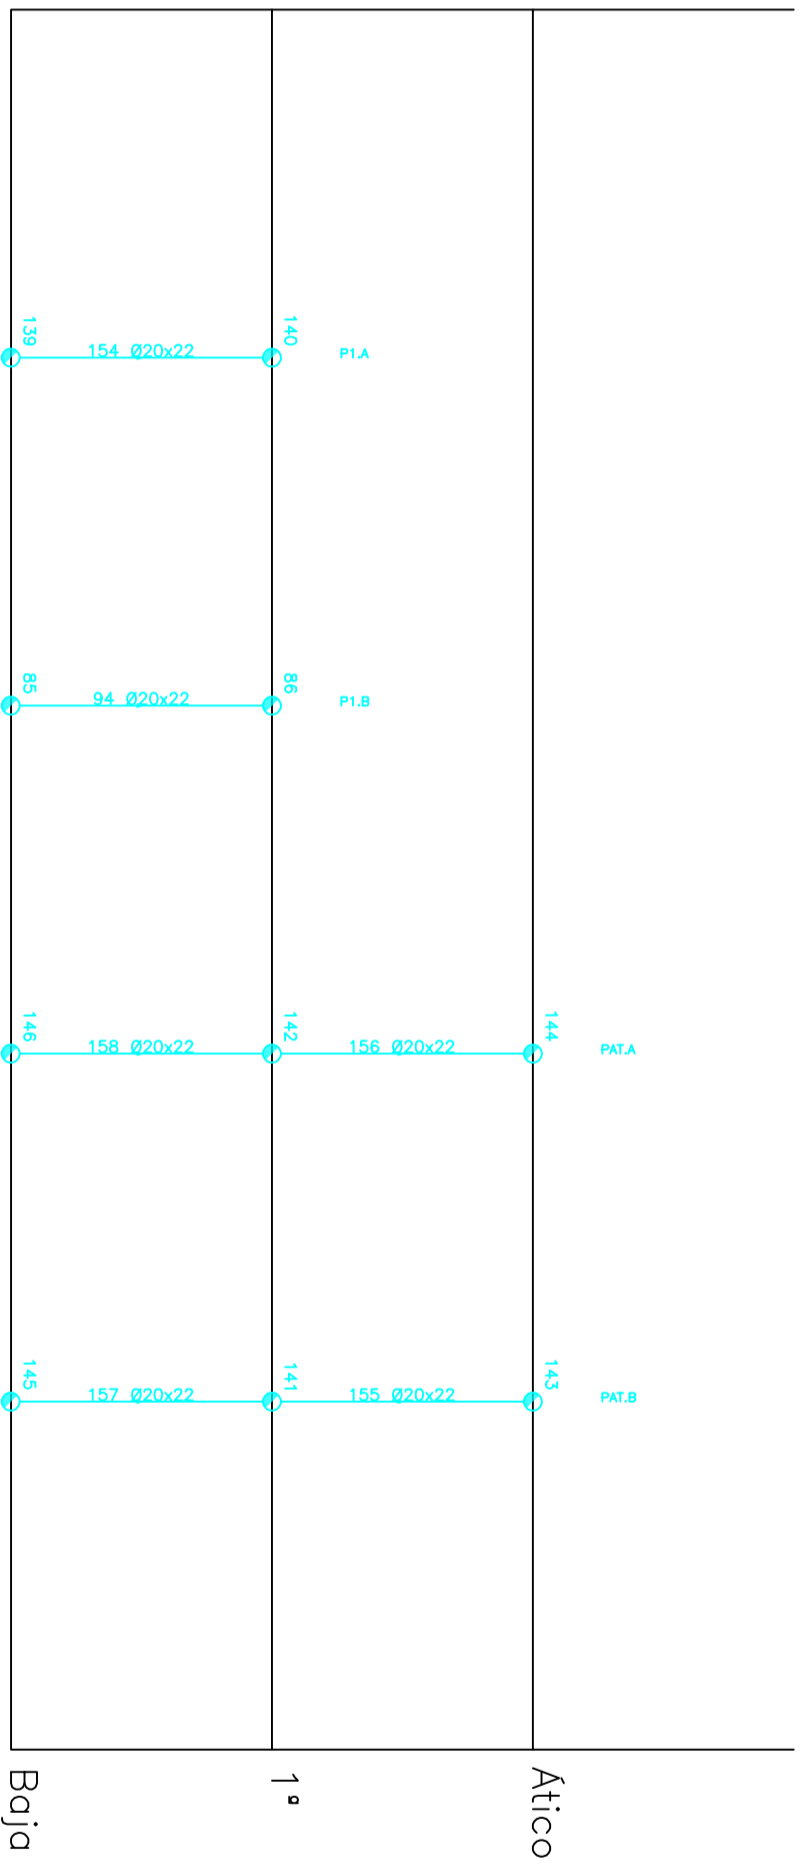 139
154 Ø20x22
140
P1.A
85
94 Ø20x22
86
P1.B
146
158 Ø20x22
142
156 Ø20x22
144
PAT.A
145
157 Ø20x22
141
155 Ø20x22
143
PAT.B
Baja
1ª
Ático